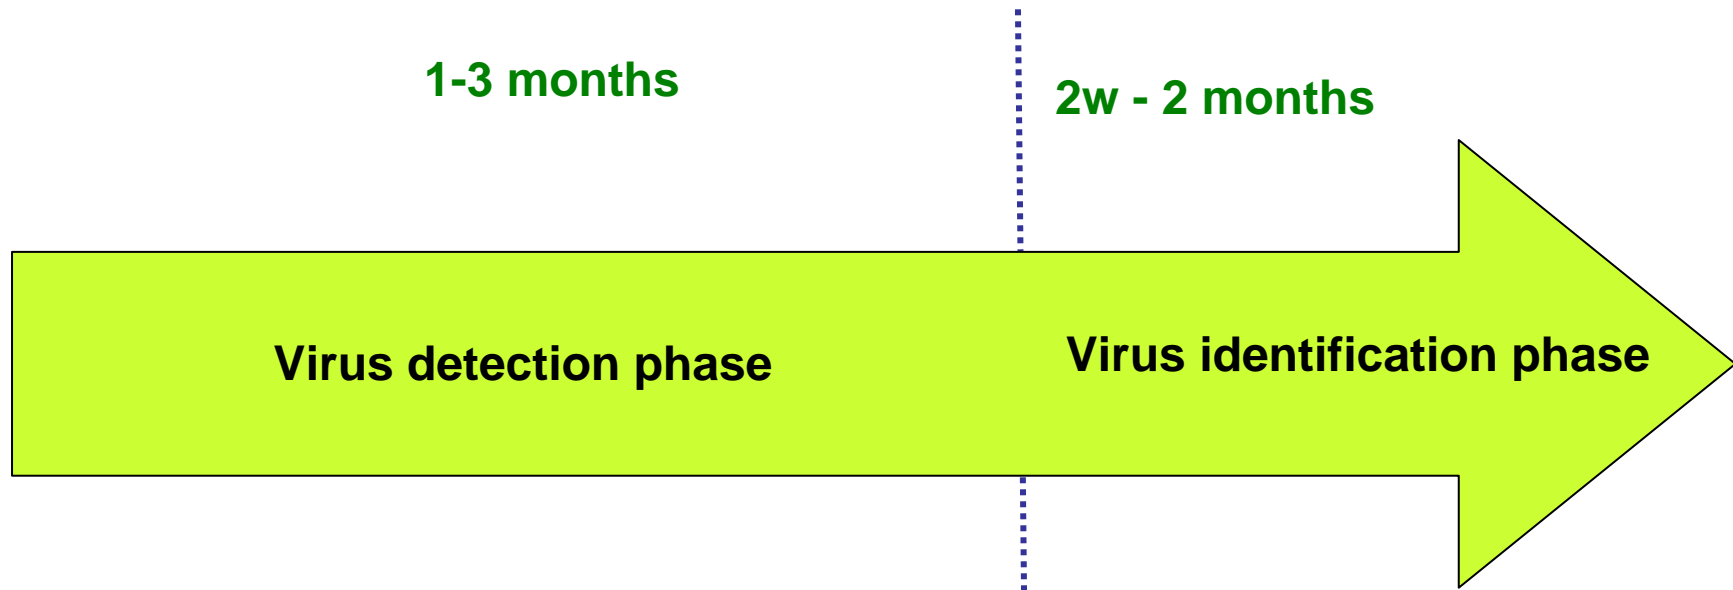 1-3 months
2w - 2 months
Virus detection phase
Virus identification phase